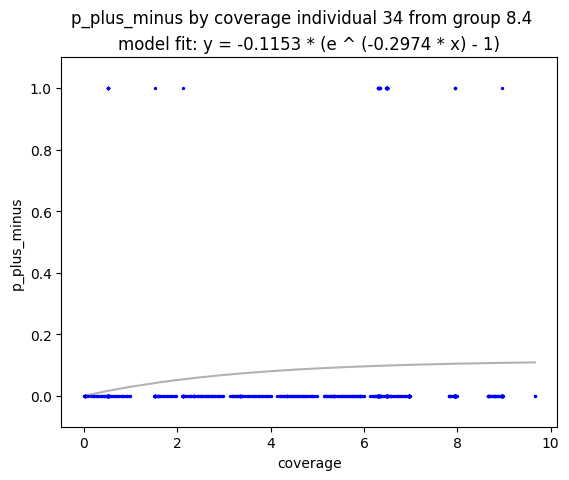 p_plus_minus by coverage individual 34 from group 8.4
model fit: y = -0.1153 * (e ^ (-0.2974 * x) - 1)
1.0
0.8
0.6
0.4
0.2
0.0
p_plus_minus
0 2 4 6 8 10
coverage